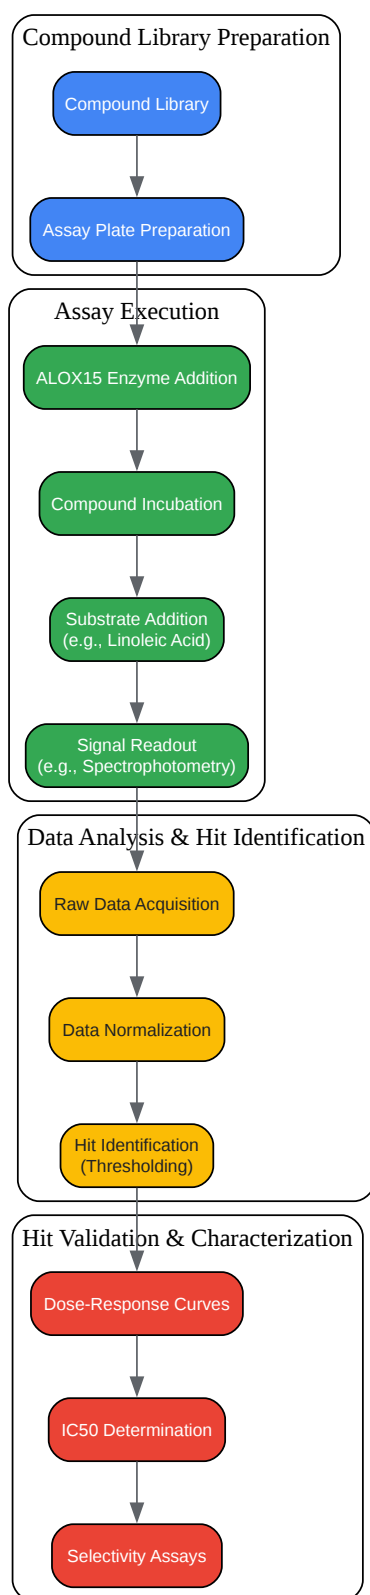 Compound Library Preparation
Compound Library
Assay Plate Preparation
Assay Execution
ALOX15 Enzyme Addition
Compound Incubation
Substrate Addition
(e.g., Linoleic Acid)
Signal Readout
(e.g., Spectrophotometry)
Data Analysis & Hit Identification
Raw Data Acquisition
Data Normalization
Hit Identification
(Thresholding)
Hit Validation & Characterization
Dose-Response Curves
IC50 Determination
Selectivity Assays